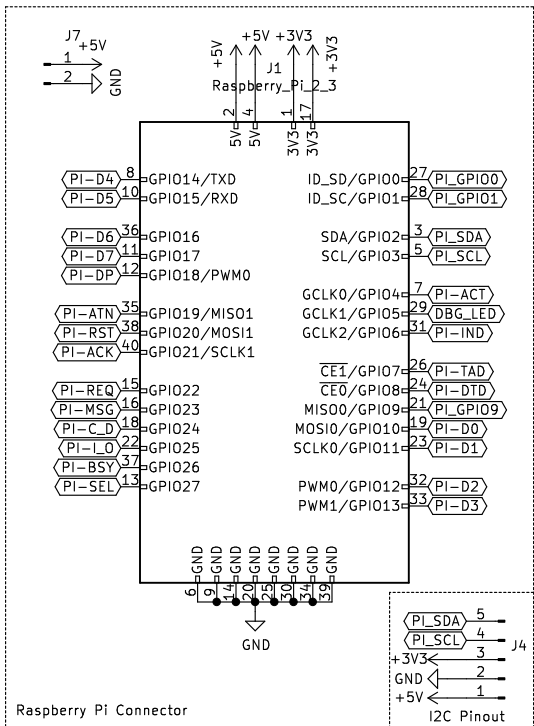 J7
1 +5V
2 GND
+5V +5V +3V3 +3V3
J1
Raspberry_Pi_2_3
2 4 1 17
5V 5V 3V3 3V3
PI-D4 8 GPIO14/TXD ID_SD/GPIO0 27 PI_GPIO0
PI-D5 10 GPIO15/RXD ID_SC/GPIO1 28 PI_GPIO1
PI-D6 36 GPIO16 SDA/GPIO2 3 PI_SDA
PI-D7 11 GPIO17 SCL/GPIO3 5 PI_SCL
PI-DP 12 GPIO18/PWM0
GCLK0/GPIO4 7 PI-ACT
PI-ATN 35 GPIO19/MISO1 GCLK1/GPIO5 29 DBG_LED
PI-RST 38 GPIO20/MOSI1 GCLK2/GPIO6 31 PI-IND
PI-ACK 40 GPIO21/SCLK1
CE1/GPIO7 26 PI-TAD
PI-REQ 15 GPIO22 CE0/GPIO8 24 PI-DTD
PI-MSG 16 GPIO23 MISO0/GPIO9 21 PI_GPIO9
PI-C_D 18 GPIO24 MOSI0/GPIO10 19 PI-D0
PI-I_O 22 GPIO25 SCLK0/GPIO11 23 PI-D1
PI-BSY 37 GPIO26
PI-SEL 13 GPIO27 PWM0/GPIO12 32 PI-D2
PWM1/GPIO13 33 PI-D3
GND GND GND GND GND GND GND GND
6 9 14 20 25 30 34 39
GND
PI_SDA 5
PI_SCL 4
J4
+3V3 3
GND 2
+5V 1
I2C Pinout
Raspberry Pi Connector